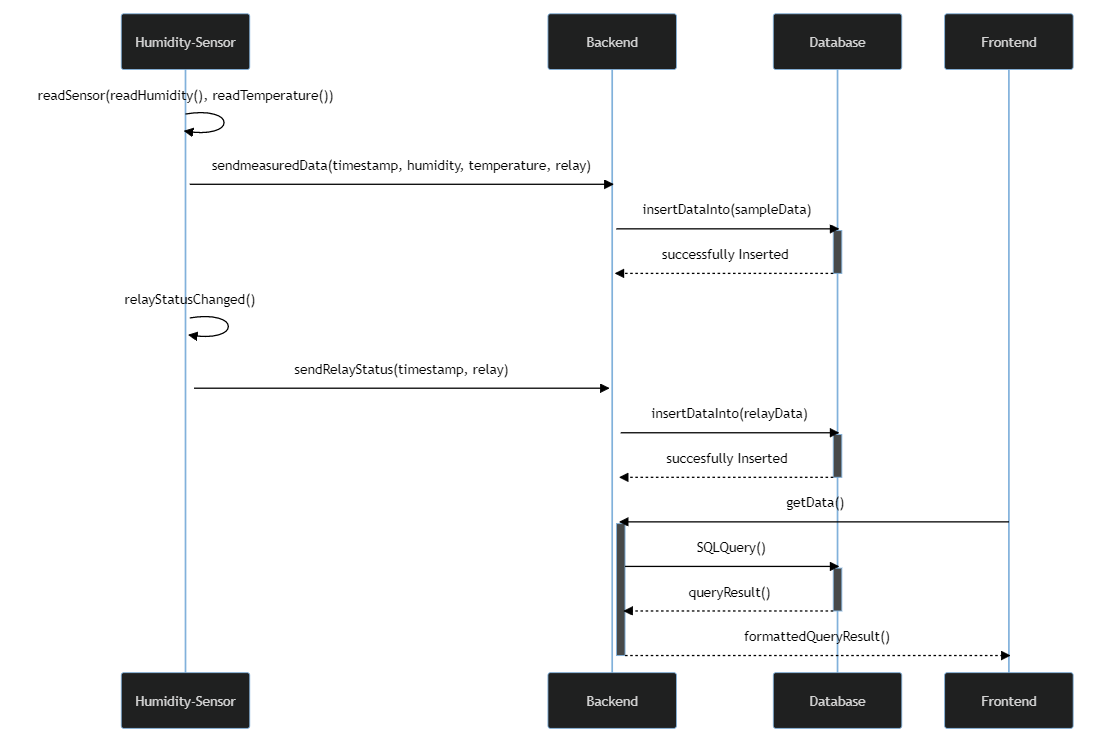 Humidity-Sensor
Backend
Database
Frontend
readSensor(readHumidity(), readTemperature())
sendmeasuredData(timestamp, humidity, temperature, relay)
insertDataInto(sampleData)
successfully Inserted
relayStatusChanged()
sendRelayStatus(timestamp, relay)
insertDataInto(relayData)
succesfully Inserted
getData()
SQLQuery()
queryResult()
formattedQueryResult()
Humidity-Sensor
Backend
Database
Frontend